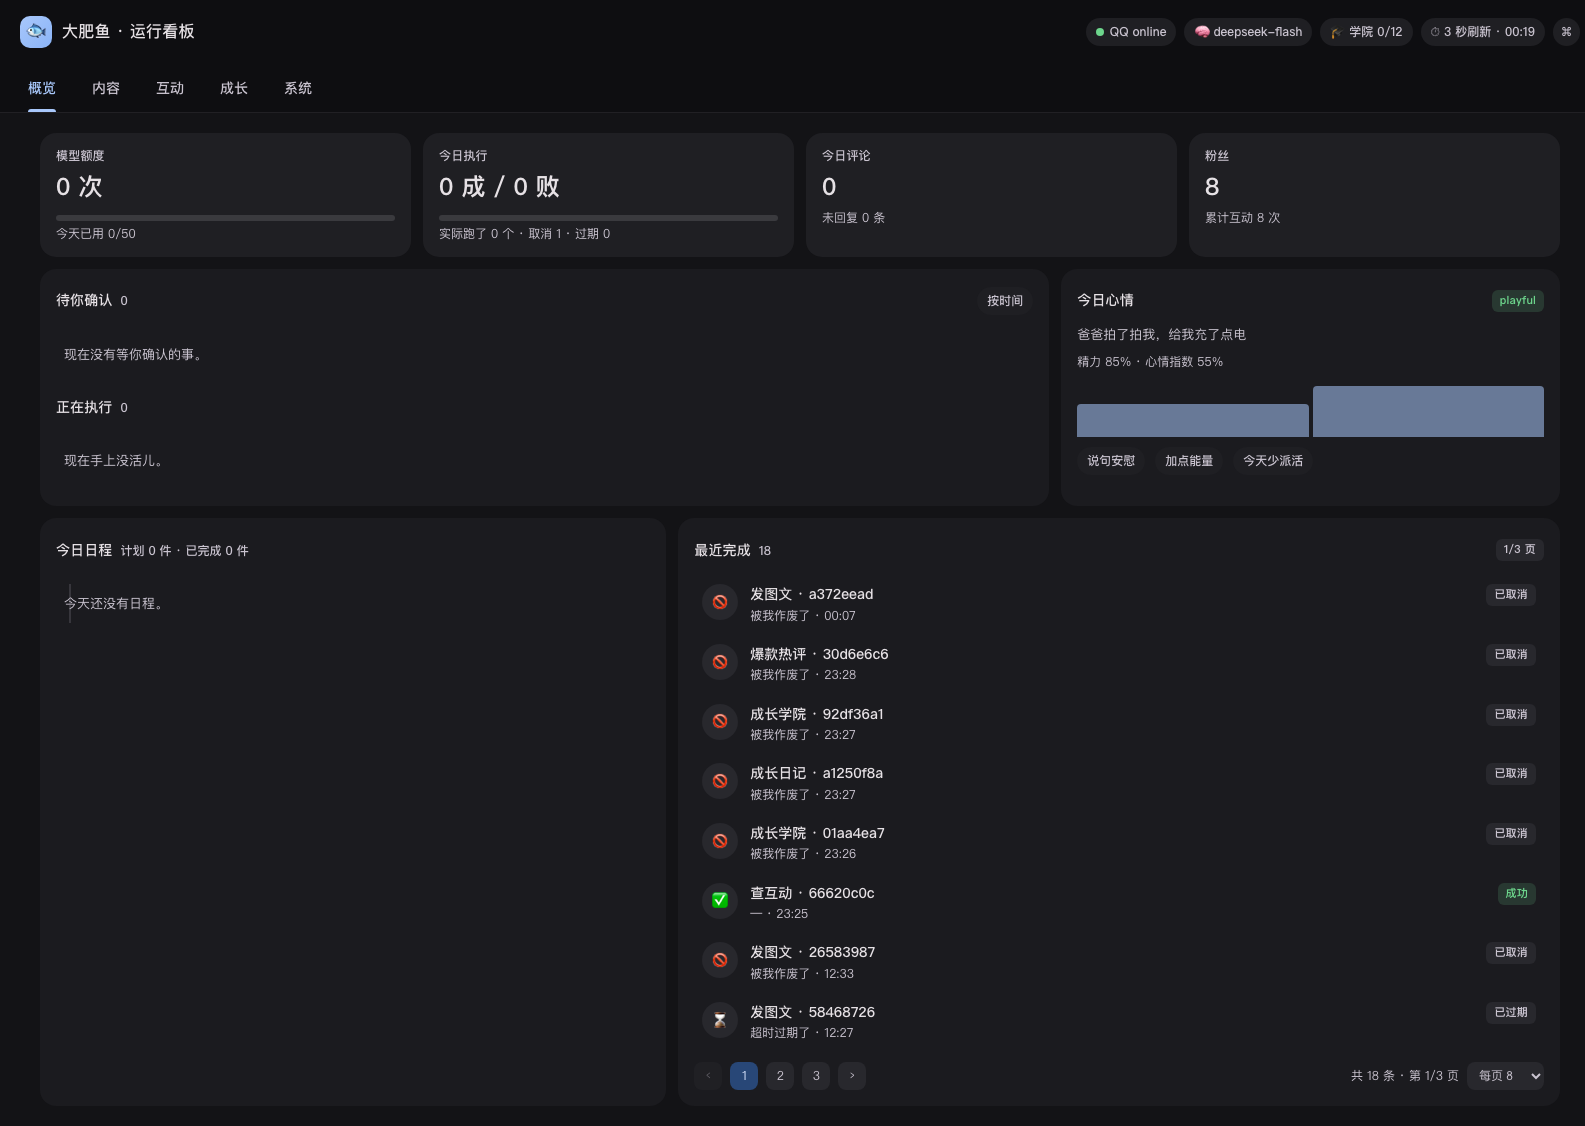 大肥鱼 · 运行看板
QQ online
deepseek-flash
学院 0/12
3 秒刷新 · 00:19
⌘
概览
内容
互动
成长
系统
模型额度
0 次
今天已用 0/50
今日执行
0 成 / 0 败
实际跑了 0 个 · 取消 1 · 过期 0
今日评论
0
未回复 0 条
粉丝
8
累计互动 8 次
待你确认 0
按时间
现在没有等你确认的事。
正在执行 0
现在手上没活儿。
今日心情
playful
爸爸拍了拍我，给我充了点电
精力 85% · 心情指数 55%
说句安慰
加点能量
今天少派活
今日日程 计划 0 件 · 已完成 0 件
今天还没有日程。
最近完成 18
1/3 页
发图文 · a372eead
已取消
被我作废了 · 00:07
爆款热评 · 30d6e6c6
已取消
被我作废了 · 23:28
成长学院 · 92df36a1
已取消
被我作废了 · 23:27
成长日记 · a1250f8a
已取消
被我作废了 · 23:27
成长学院 · 01aa4ea7
已取消
被我作废了 · 23:26
查互动 · 66620c0c
成功
— · 23:25
发图文 · 26583987
已取消
被我作废了 · 12:33
发图文 · 58468726
已过期
超时过期了 · 12:27
‹ 1 2 3 ›
共 18 条 · 第 1/3 页
每页 8